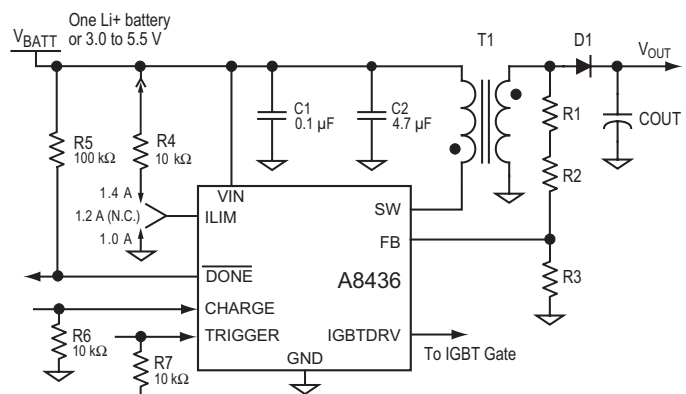 One Li+ battery
or 3.0 to 5.5 V
VBATT
T1
D1
VOUT
C1
0.1 µF
C2
4.7 µF
R1
COUT
R5
100 kΩ
R4
10 kΩ
R2
1.4 A
1.2 A (N.C.)
1.0 A
VIN
ILIM
SW
FB
DONE
A8436
R3
CHARGE
TRIGGER
IGBTDRV
R6
10 kΩ
R7
10 kΩ
GND
To IGBT Gate